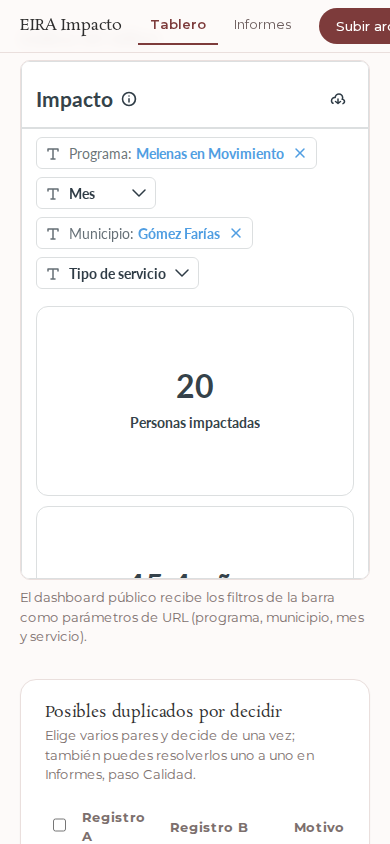 EIRA Impacto
Tablero
Informes
Subir ar
Impacto
Programa: Melenas en Movimiento
Mes
Municipio: Gómez Farías
Tipo de servicio
20
Personas impactadas
El dashboard público recibe los filtros de la barra
como parámetros de URL (programa, municipio, mes
y servicio).
Posibles duplicados por decidir
Elige varios pares y decide de una vez;
también puedes resolverlos uno a uno en
Informes, paso Calidad.
Registro
A
Registro B
Motivo